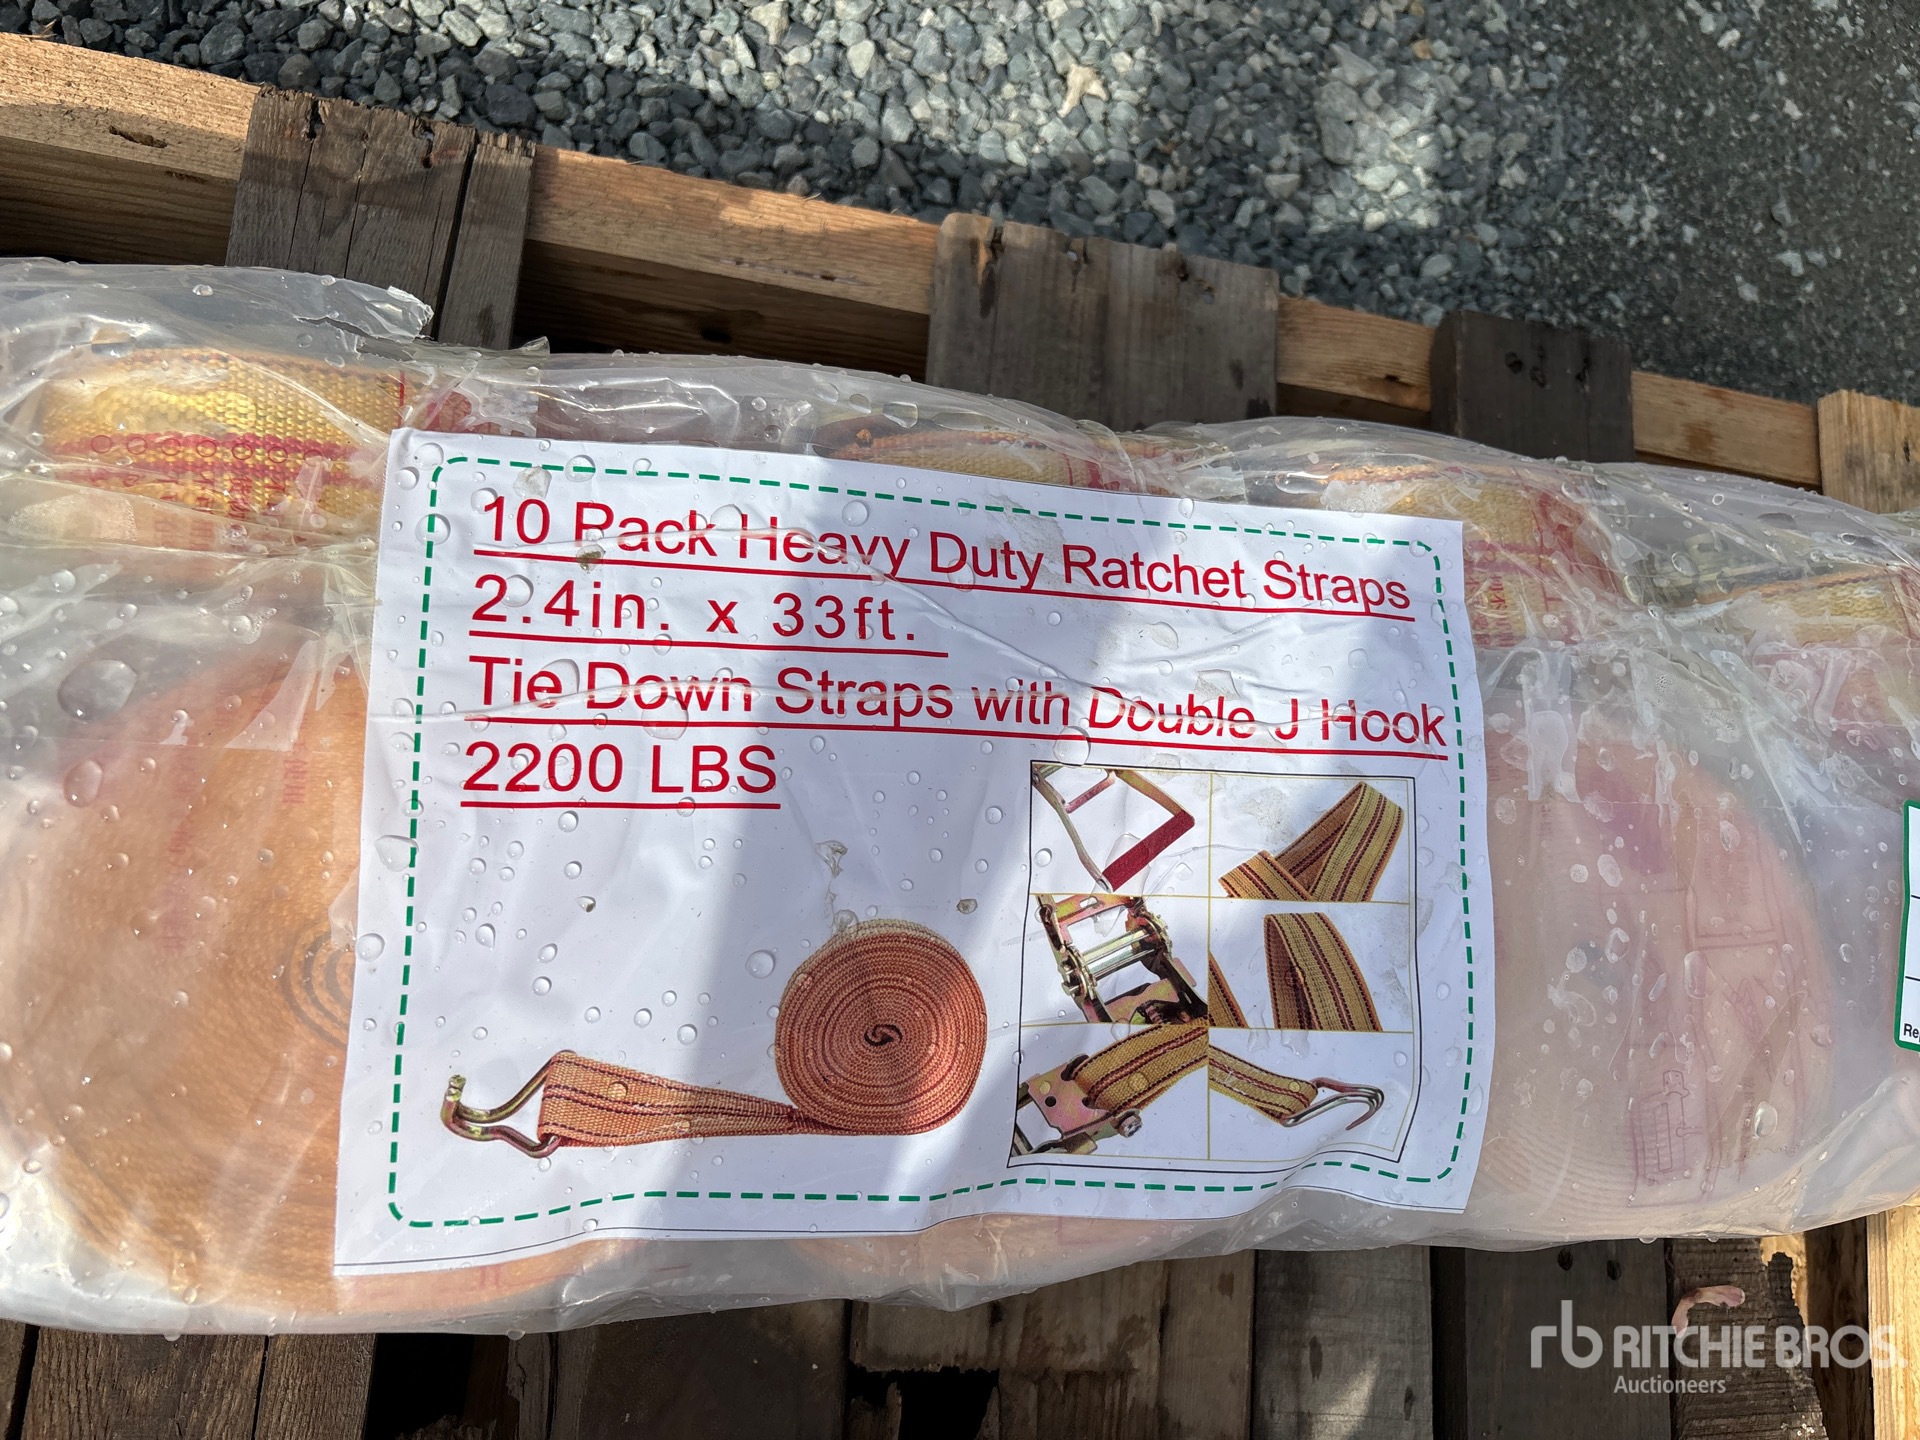 10 Pack Heavy Duty Ratchet Straps
2.4in. x 33ft.
Tie Down Straps with Double J Hook
2200 LBS
rb RITCHIE BROS.
Auctioneers